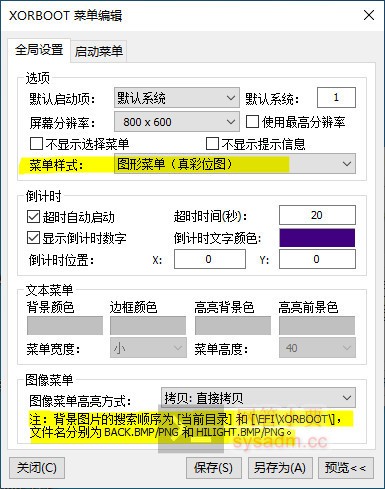 XORBOOT 菜单编辑
全局设置 启动菜单
选项
默认启动项: 默认系统 默认系统: 1
屏幕分辨率: 800 x 600 使用最高分辨率
不显示选择菜单 不显示提示信息
菜单样式: 图形菜单（真彩位图）
倒计时
超时自动启动 超时时间(秒): 20
显示倒计时数字 倒计时文字颜色:
倒计时位置: X: 0 Y: 0
文本菜单
背景颜色 边框颜色 高亮背景色 高亮前景色
菜单宽度: 小 菜单高度: 40
图像菜单
图像菜单高亮方式: 拷贝: 直接拷贝
注：背景图片的搜索顺序为 [当前目录] 和 [\EFI\XORBOOT\]，
文件名分别为 BACK.BMP/PNG 和 HILIGHT.BMP/PNG。
sysadm.cc
关闭(C) 保存(S) 另存为(A) 预览<<